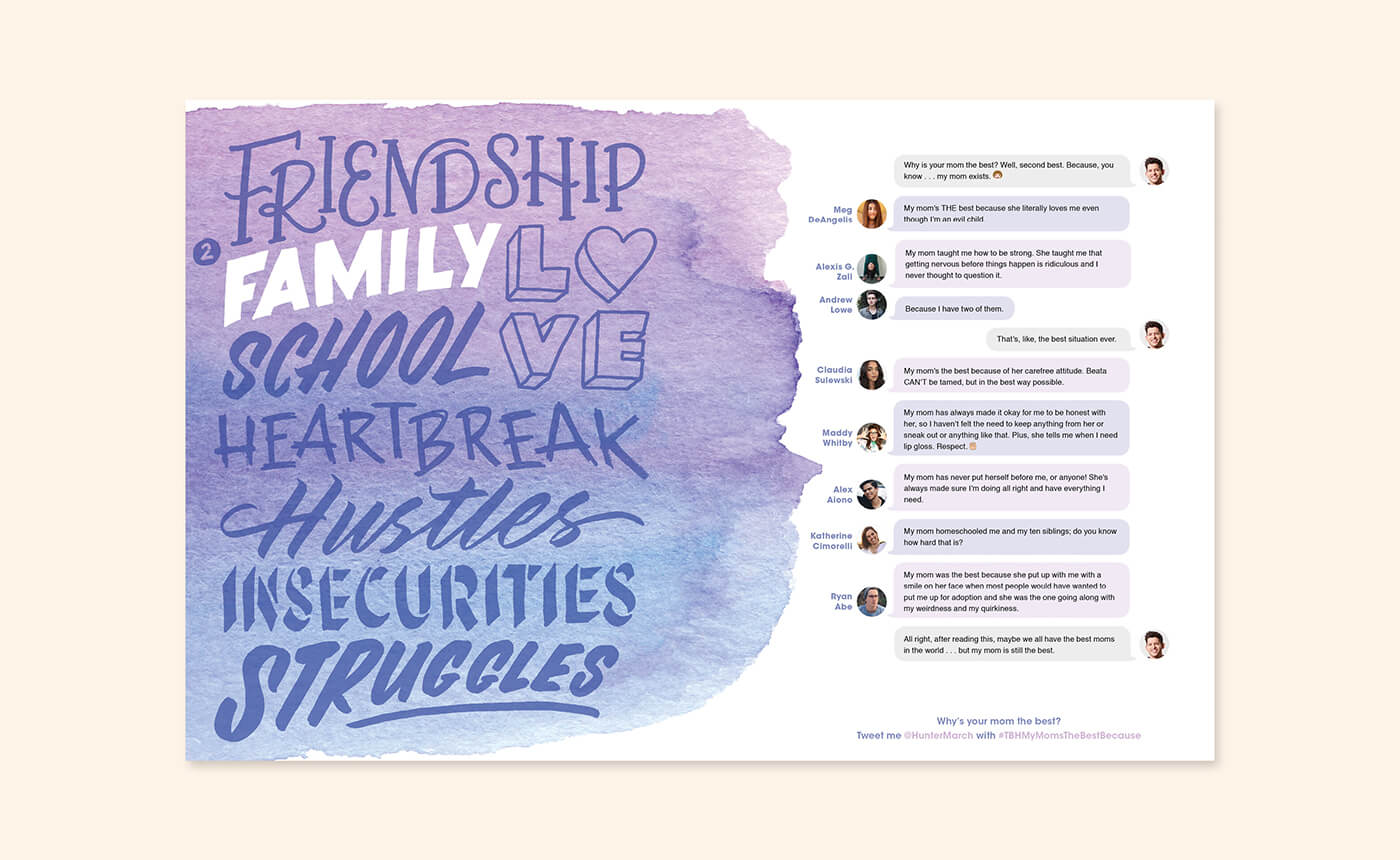 FRIENDSHIP
2
FAMILY
LOVE
SCHOOL
HEARTBREAK
Hustles
INSECURITIES
STRUGGLES
Why is your mom the best? Well, second best. Because, you
know . . . my mom exists.
Meg
DeAngelis
My mom's THE best because she literally loves me even
though I'm an evil child
Alexis G.
Zall
My mom taught me how to be strong. She taught me that
getting nervous before things happen is ridiculous and I
never thought to question it.
Andrew
Lowe
Because I have two of them.
That's, like, the best situation ever.
Claudia
Sulewski
My mom's the best because of her carefree attitude. Beata
CAN'T be tamed, but in the best way possible.
Maddy
Whitby
My mom has always made it okay for me to be honest with
her, so I haven't felt the need to keep anything from her or
sneak out or anything like that. Plus, she tells me when I need
lip gloss. Respect.
Alex
Aiono
My mom has never put herself before me, or anyone! She's
always made sure I'm doing all right and have everything I
need.
Katherine
Cimorelli
My mom homeschooled me and my ten siblings; do you know
how hard that is?
Ryan
Abe
My mom was the best because she put up with me with a
smile on her face when most people would have wanted to
put me up for adoption and she was the one going along with
my weirdness and my quirkiness.
All right, after reading this, maybe we all have the best moms
in the world . . . but my mom is still the best.
Why's your mom the best?
Tweet me @HunterMarch with #TBHMyMomsTheBestBecause